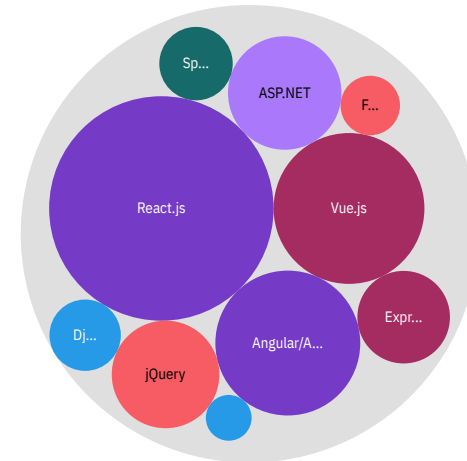 Sp...
ASP.NET
F...
React.js
Vue.js
Expr...
Dj...
Angular/A...
jQuery